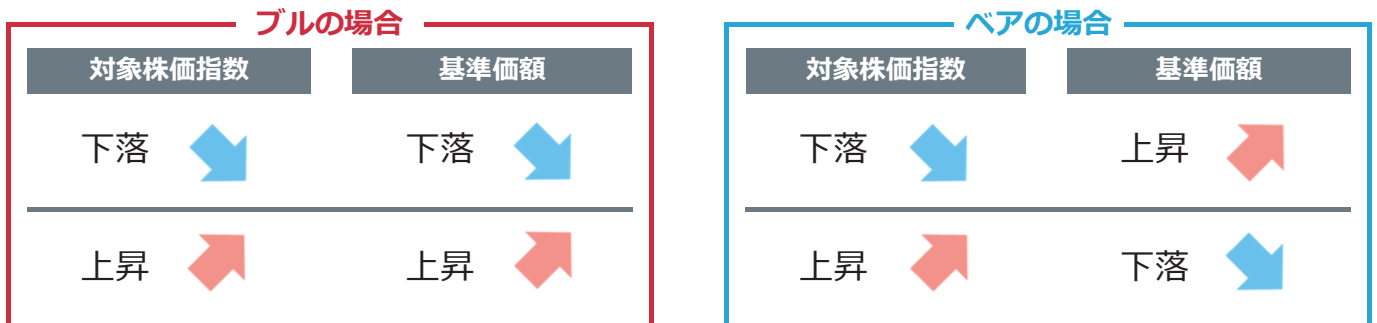 ブルの場合
対象株価指数 基準価額
下落 下落
上昇 上昇
ベアの場合
対象株価指数 基準価額
下落 上昇
上昇 下落